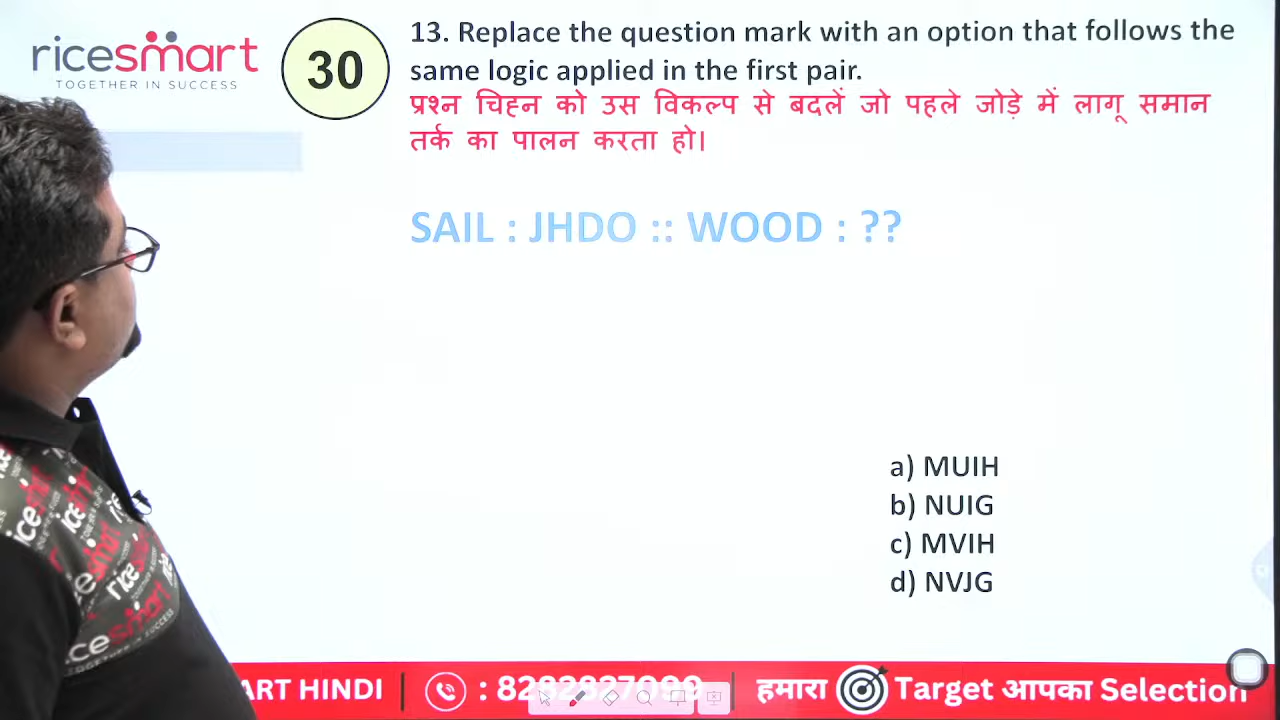 ricesmart
TOGETHER IN SUCCESS
30
13. Replace the question mark with an option that follows the
same logic applied in the first pair.
प्रश्न चिह्न को उस विकल्प से बदलें जो पहले जोड़े में लागू समान
तर्क का पालन करता हो।
SAIL : JHDO :: WOOD : ??
a) MUIH
b) NUIG
c) MVIH
d) NVJG
ART HINDI
हमारा Target आपका Selection